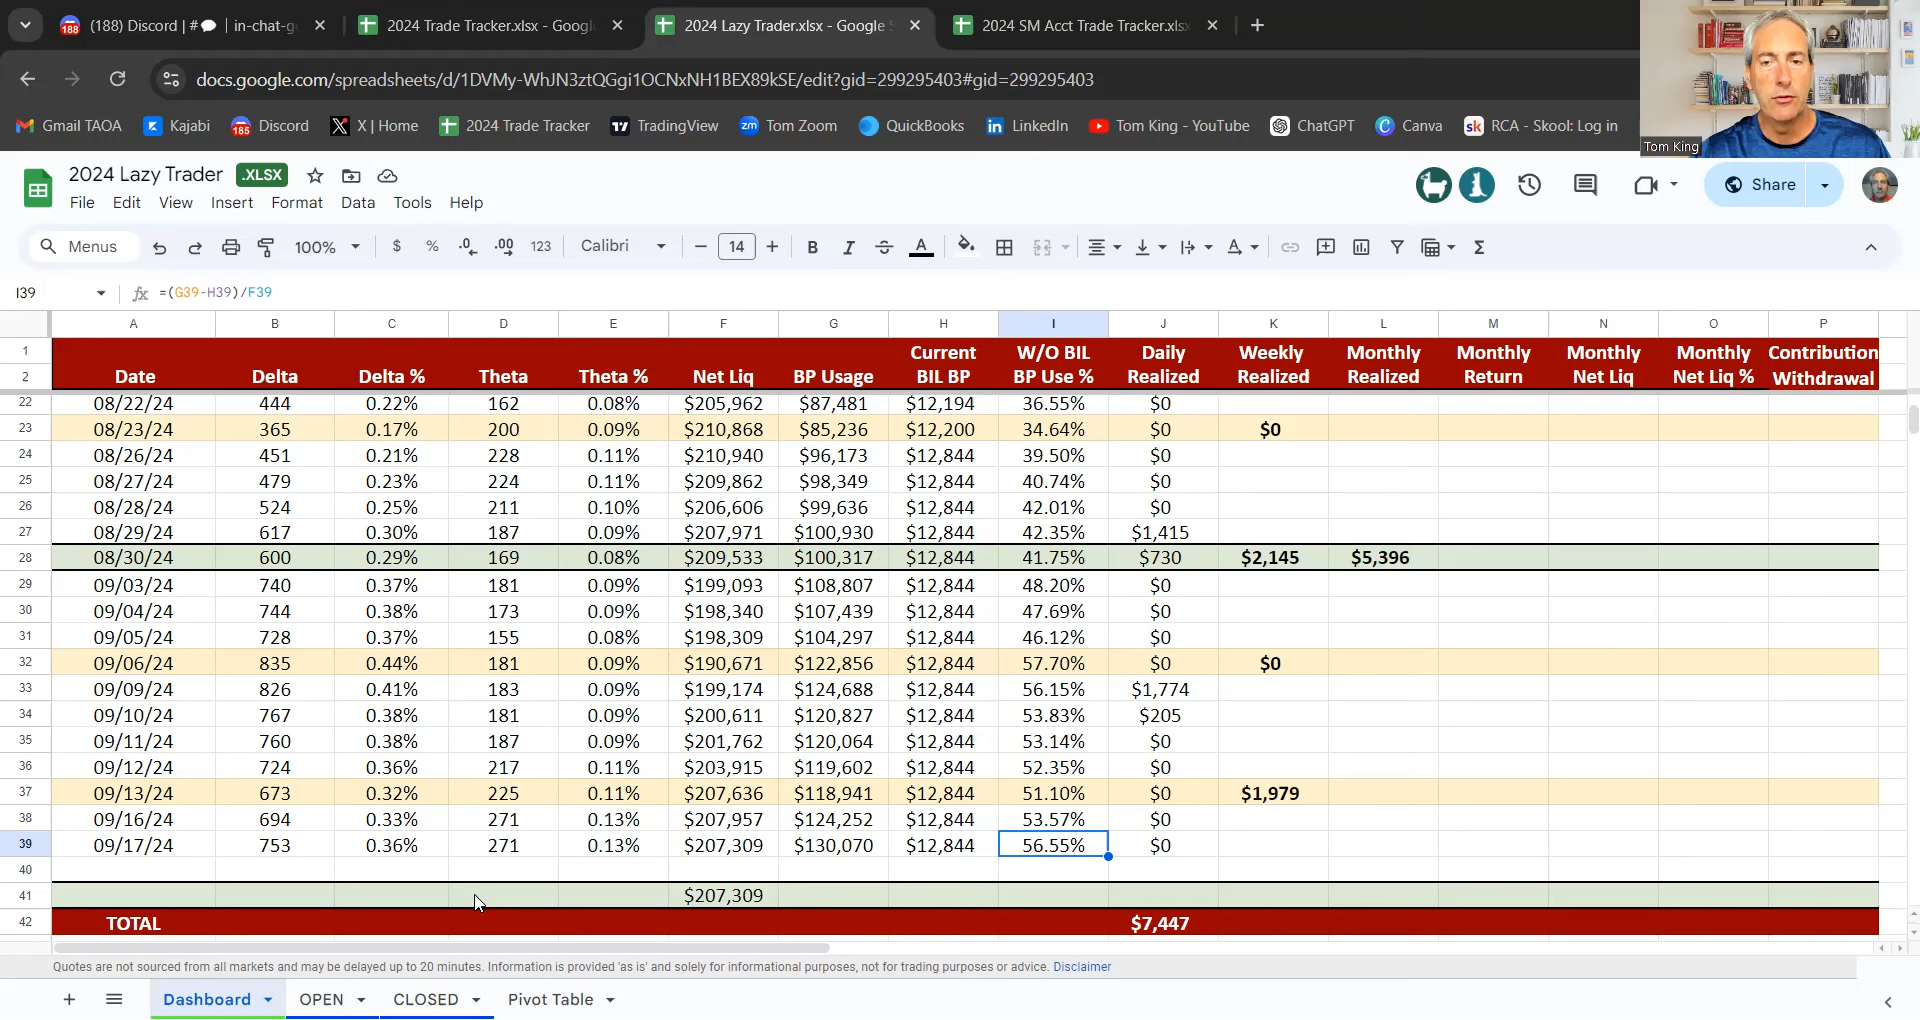 (188) Discord | # | in-chat-g
2024 Trade Tracker.xlsx - Googl
2024 Lazy Trader.xlsx - Google
2024 SM Acct Trade Tracker.xls
docs.google.com/spreadsheets/d/1DVMy-WhJN3ztQGgi1OCNxNH1BEX89kSE/edit?gid=299295403#gid=299295403
Gmail TAOA Kajabi 185 Discord X | Home 2024 Trade Tracker TradingView zm Tom Zoom QuickBooks LinkedIn Tom King - YouTube ChatGPT Canva sk RCA - Skool: Log in
Tom King
2024 Lazy Trader .XLSX
Share
File Edit View Insert Format Data Tools Help
Menus 100% $ % .0 .00 123 Calibri 14 B I A A Σ
I39 fx =(G39-H39)/F39
A B C D E F G H I J K L M N O P
1 Current W/O BIL Daily Weekly Monthly Monthly Monthly Monthly Contribution
2 Date Delta Delta % Theta Theta % Net Liq BP Usage BIL BP BP Use % Realized Realized Realized Return Net Liq Net Liq % Withdrawal
22 08/22/24 444 0.22% 162 0.08% $205,962 $87,481 $12,194 36.55% $0
23 08/23/24 365 0.17% 200 0.09% $210,868 $85,236 $12,200 34.64% $0 $0
24 08/26/24 451 0.21% 228 0.11% $210,940 $96,173 $12,844 39.50% $0
25 08/27/24 479 0.23% 224 0.11% $209,862 $98,349 $12,844 40.74% $0
26 08/28/24 524 0.25% 211 0.10% $206,606 $99,636 $12,844 42.01% $0
27 08/29/24 617 0.30% 187 0.09% $207,971 $100,930 $12,844 42.35% $1,415
28 08/30/24 600 0.29% 169 0.08% $209,533 $100,317 $12,844 41.75% $730 $2,145 $5,396
29 09/03/24 740 0.37% 181 0.09% $199,093 $108,807 $12,844 48.20% $0
30 09/04/24 744 0.38% 173 0.09% $198,340 $107,439 $12,844 47.69% $0
31 09/05/24 728 0.37% 155 0.08% $198,309 $104,297 $12,844 46.12% $0
32 09/06/24 835 0.44% 181 0.09% $190,671 $122,856 $12,844 57.70% $0 $0
33 09/09/24 826 0.41% 183 0.09% $199,174 $124,688 $12,844 56.15% $1,774
34 09/10/24 767 0.38% 181 0.09% $200,611 $120,827 $12,844 53.83% $205
35 09/11/24 760 0.38% 187 0.09% $201,762 $120,064 $12,844 53.14% $0
36 09/12/24 724 0.36% 217 0.11% $203,915 $119,602 $12,844 52.35% $0
37 09/13/24 673 0.32% 225 0.11% $207,636 $118,941 $12,844 51.10% $0 $1,979
38 09/16/24 694 0.33% 271 0.13% $207,957 $124,252 $12,844 53.57% $0
39 09/17/24 753 0.36% 271 0.13% $207,309 $130,070 $12,844 56.55% $0
40
41 $207,309
42 TOTAL $7,447
Quotes are not sourced from all markets and may be delayed up to 20 minutes. Information is provided 'as is' and solely for informational purposes, not for trading purposes or advice. Disclaimer
Dashboard OPEN CLOSED Pivot Table